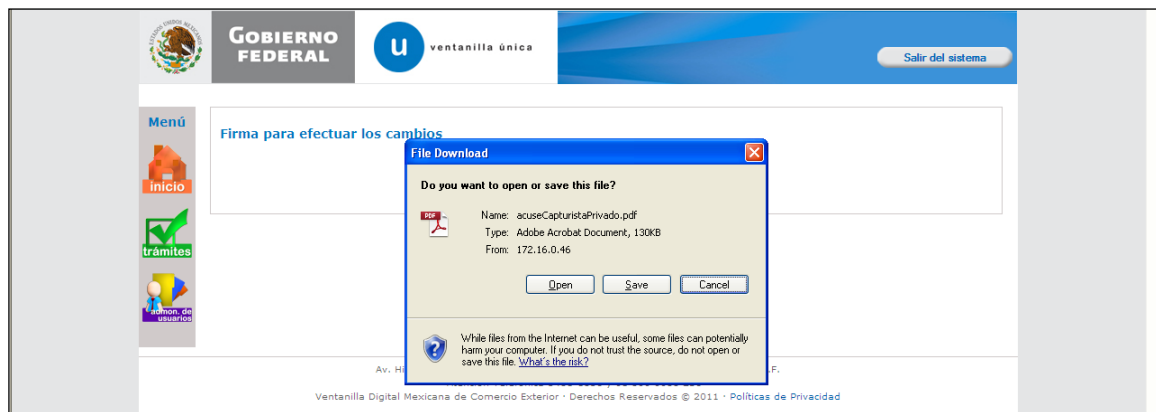 GOBIERNO
FEDERAL
u
ventanilla única
Salir del sistema
Menú
inicio
trámites
admon. de
usuarios
Firma para efectuar los cambios
File Download
Do you want to open or save this file?
PDF
Name: acuseCapturistaPrivado.pdf
Type: Adobe Acrobat Document, 130KB
From: 172.16.0.46
Open
Save
Cancel
While files from the Internet can be useful, some files can potentially
harm your computer. If you do not trust the source, do not open or
save this file. What's the risk?
Av.
Ventanilla Digital Mexicana de Comercio Exterior · Derechos Reservados © 2011 · Políticas de Privacidad